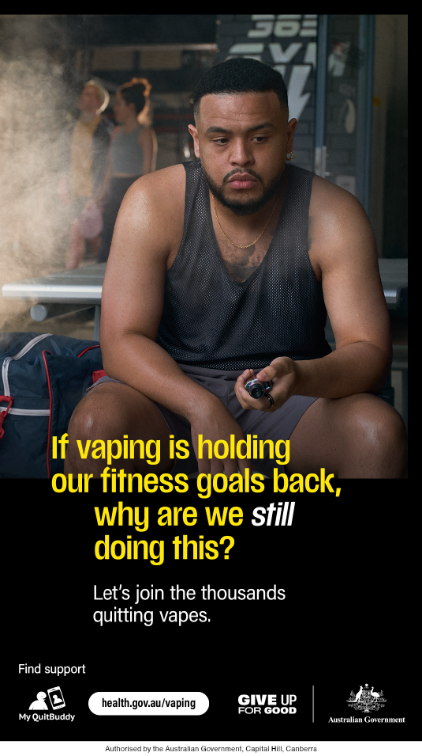 365
GYM
If vaping is holding
our fitness goals back,
why are we still
doing this?
Let's join the thousands
quitting vapes.
Find support
My QuitBuddy
health.gov.au/vaping
GIVE UP
FOR GOOD
Australian Government
Authorised by the Australian Government, Capital Hill, Canberra